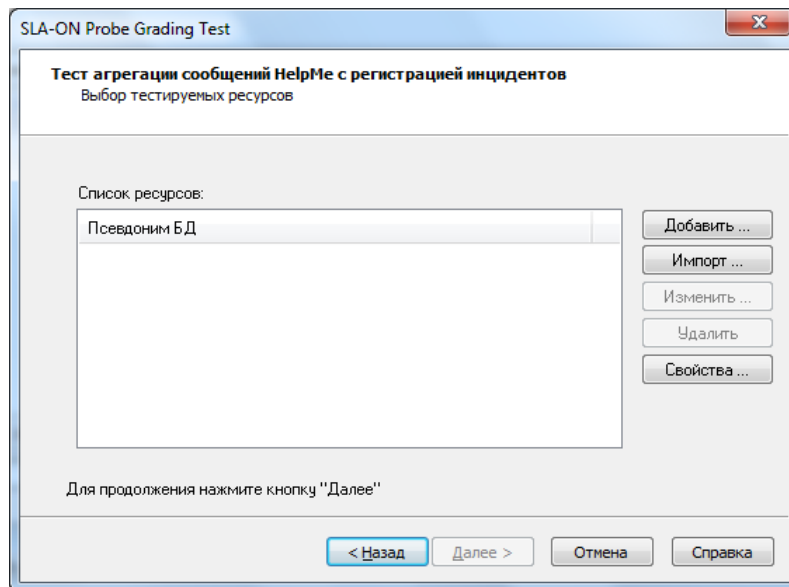 SLA-ON Probe Grading Test
Тест агрегации сообщений HelpMe с регистрацией инцидентов
Выбор тестируемых ресурсов
Список ресурсов:
Псевдоним БД
Добавить ...
Импорт ...
Изменить ...
Удалить
Свойства ...
Для продолжения нажмите кнопку "Далее"
< Назад
Далее >
Отмена
Справка